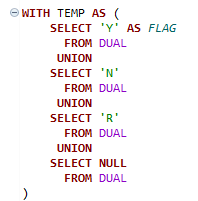 WITH TEMP AS (
SELECT 'Y' AS FLAG
FROM DUAL
UNION
SELECT 'N'
FROM DUAL
UNION
SELECT 'R'
FROM DUAL
UNION
SELECT NULL
FROM DUAL
)